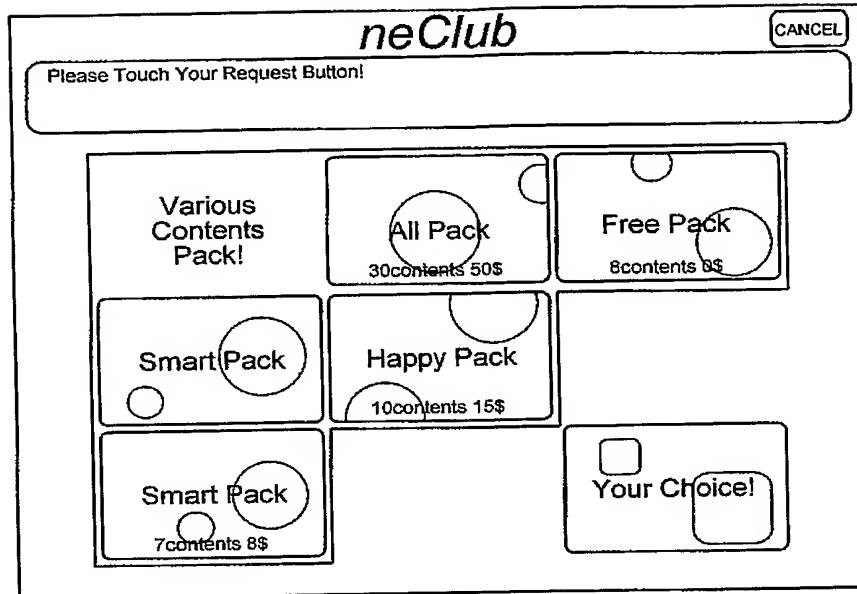 neClub
CANCEL
Please Touch Your Request Button!
Various
Contents
Pack!
All Pack
30contents 50$
Free Pack
8contents 0$
Smart Pack
Happy Pack
10contents 15$
Smart Pack
7contents 8$
Your Choice!